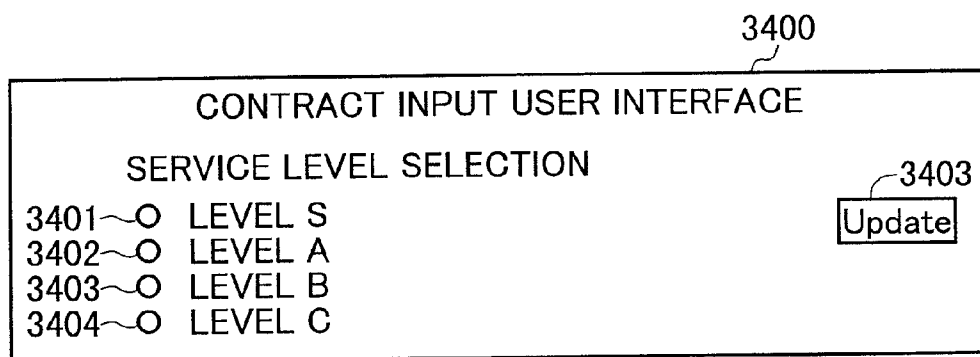 3400
CONTRACT INPUT USER INTERFACE
SERVICE LEVEL SELECTION
3403
3401 LEVEL S
Update
3402 LEVEL A
3403 LEVEL B
3404 LEVEL C